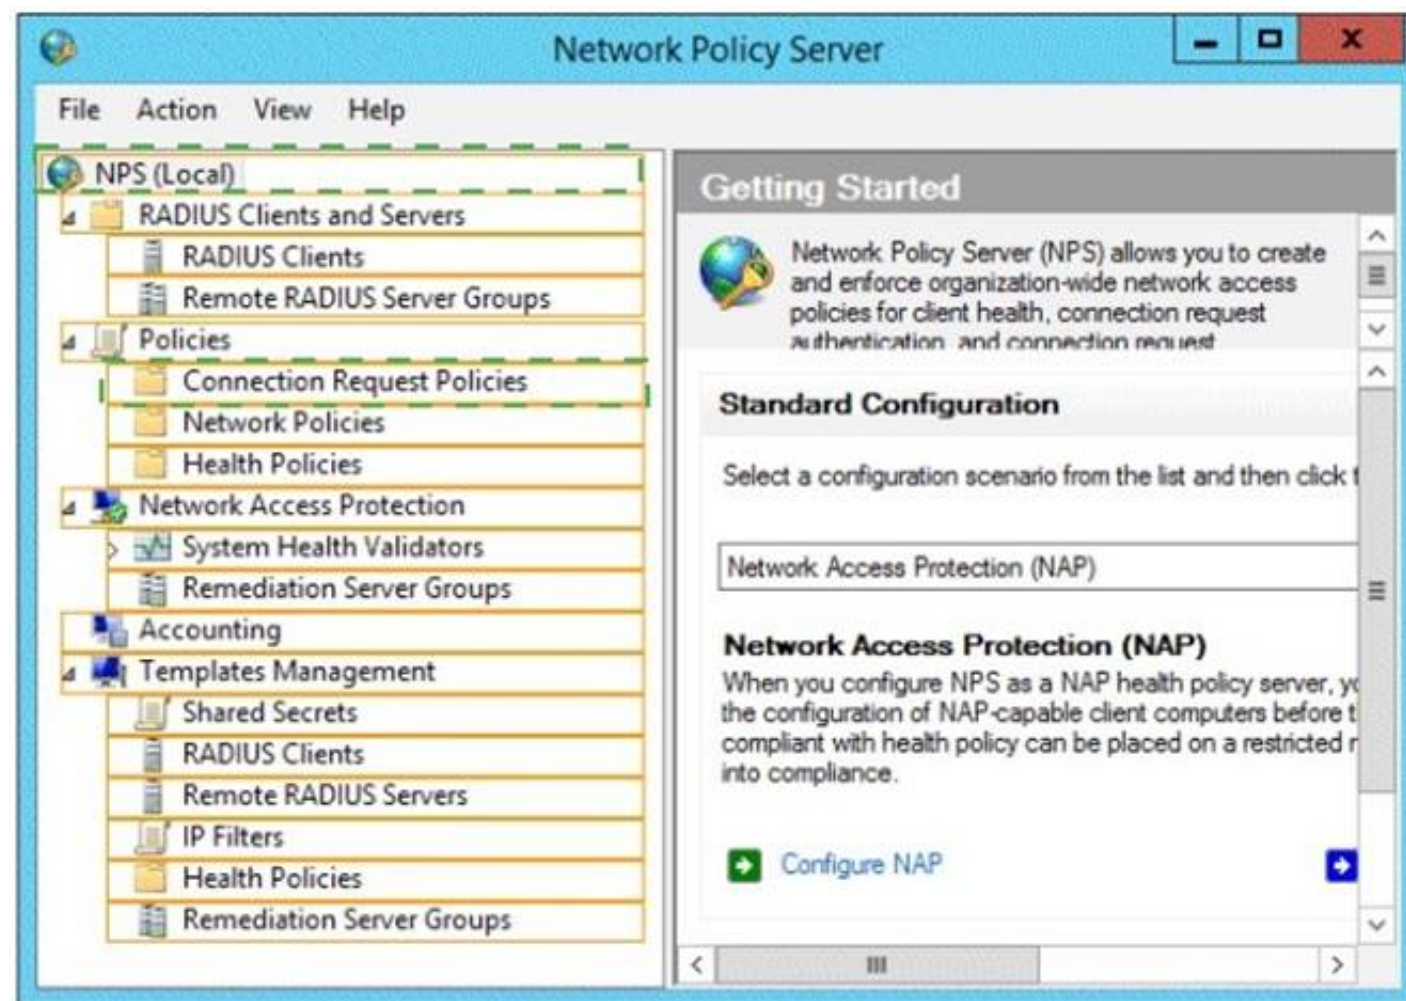 Network Policy Server
File Action View Help
NPS (Local)
RADIUS Clients and Servers
RADIUS Clients
Remote RADIUS Server Groups
Policies
Connection Request Policies
Network Policies
Health Policies
Network Access Protection
System Health Validators
Remediation Server Groups
Accounting
Templates Management
Shared Secrets
RADIUS Clients
Remote RADIUS Servers
IP Filters
Health Policies
Remediation Server Groups
Getting Started
Network Policy Server (NPS) allows you to create
and enforce organization-wide network access
policies for client health, connection request
authentication, and connection request
Standard Configuration
Select a configuration scenario from the list and then click
Network Access Protection (NAP)
Network Access Protection (NAP)
When you configure NPS as a NAP health policy server,
the configuration of NAP-capable client computers before
compliant with health policy can be placed on a restricted
into compliance.
Configure NAP